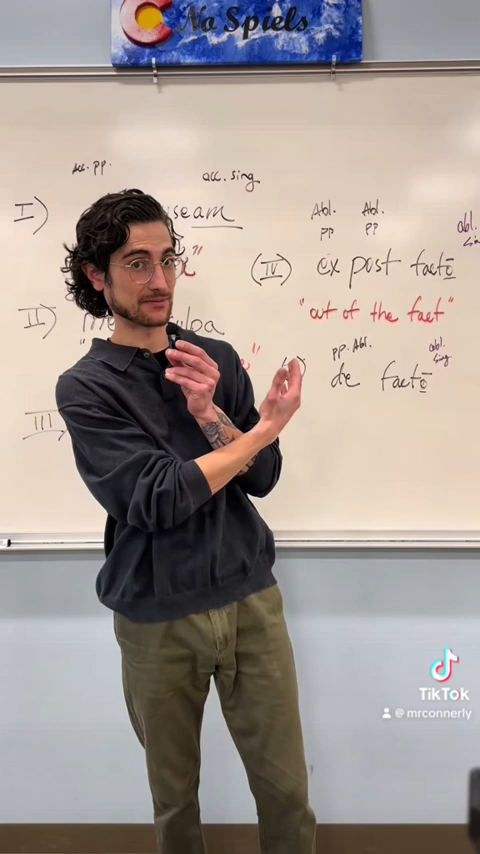 No Spiels
acc. pp.
acc. sing
I)
seam
II)
III
Abl. Abl.
pp pp
abl.
(IV) ex post facto
"out of the fact"
pp. Abl.
abl.
sing
de facto
TikTok
@mrconnerly